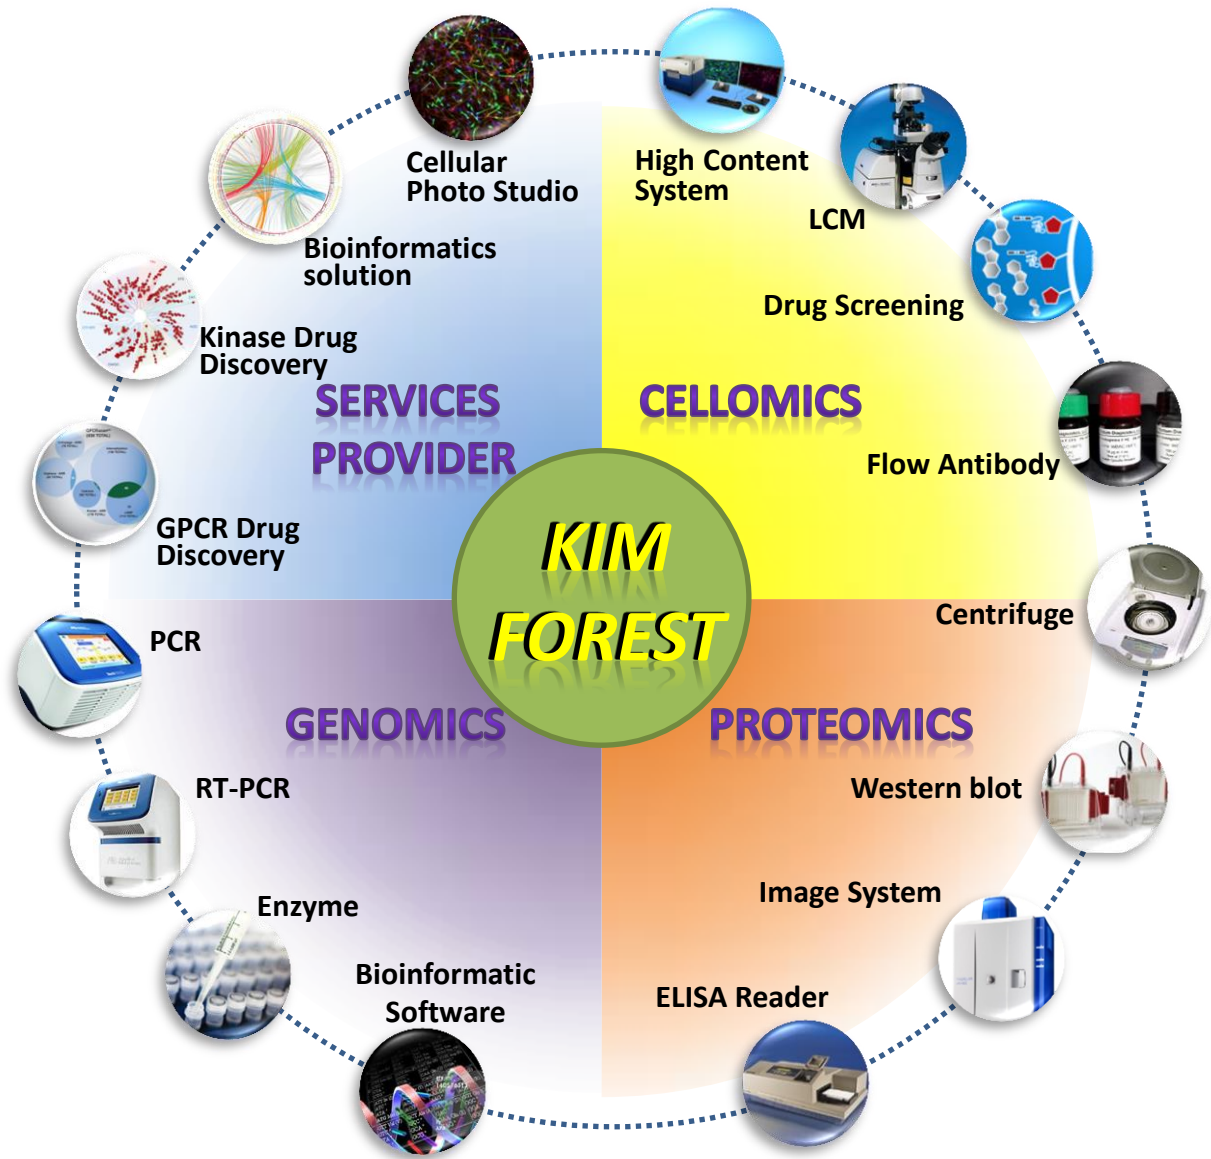 Cellular
Photo Studio
High Content
System
LCM
Bioinformatics
solution
Drug Screening
Kinase Drug
Discovery
SERVICES
PROVIDER
CELLOMICS
Flow Antibody
GPCR Drug
Discovery
KIM
FOREST
Centrifuge
PCR
GENOMICS
PROTEOMICS
RT-PCR
Western blot
Enzyme
Image System
Bioinformatic
Software
ELISA Reader